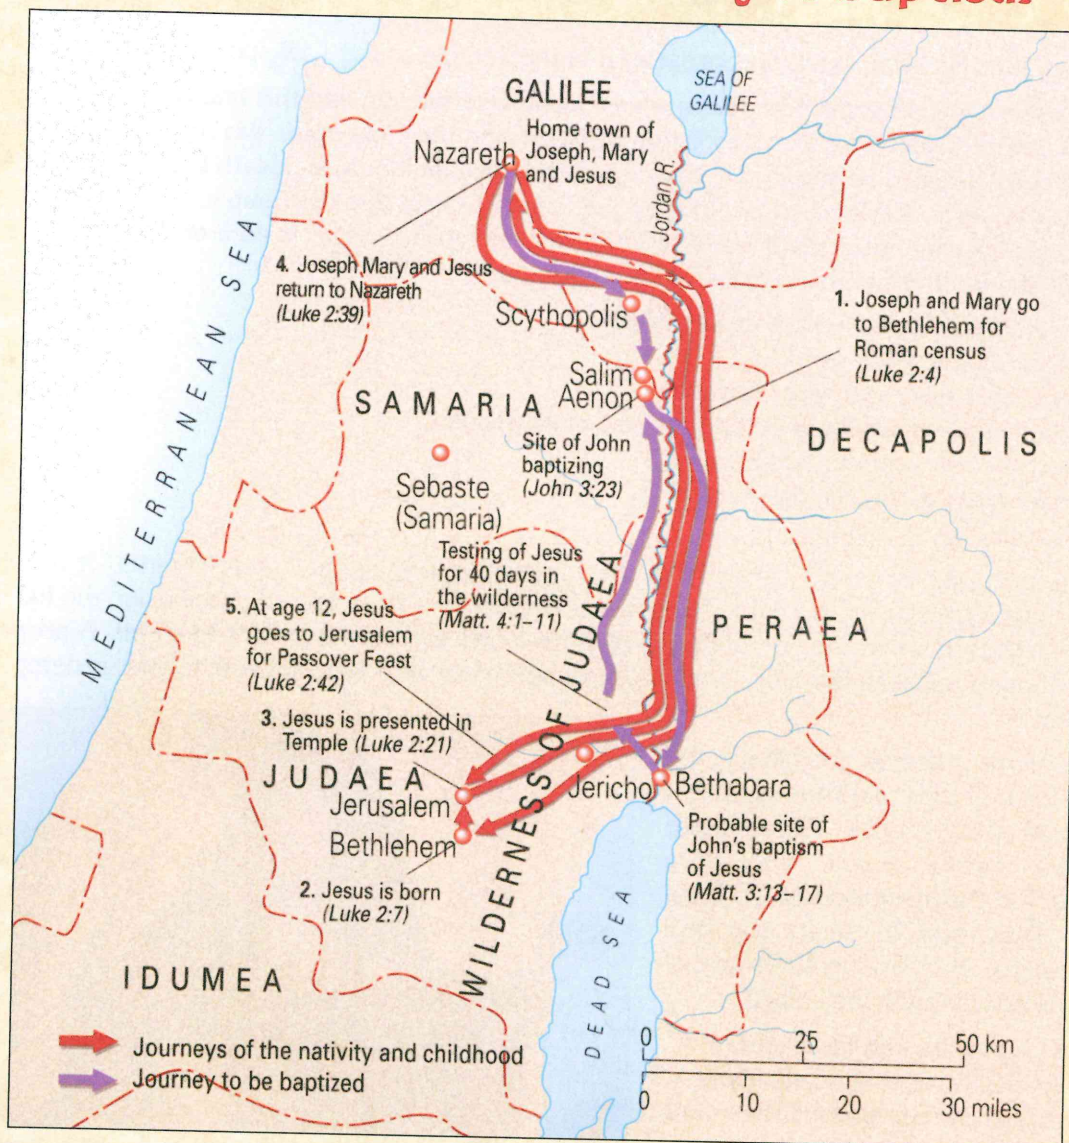 SEA OF
GALILEE
GALILEE
Home town of
Joseph, Mary
and Jesus
Nazareth
Jordan R.
MEDITERRANEAN SEA
4. Joseph, Mary and Jesus
return to Nazareth
(Luke 2:39)
Scythopolis
1. Joseph and Mary go
to Bethlehem for
Roman census
(Luke 2:4)
Salim
Aenon
SAMARIA
DECAPOLIS
Site of John
baptizing
(John 3:23)
Sebaste
(Samaria)
Testing of Jesus
for 40 days in
the wilderness
(Matt. 4:1–11)
5. At age 12, Jesus
goes to Jerusalem
for Passover Feast
(Luke 2:42)
PERAEA
3. Jesus is presented in
Temple (Luke 2:21)
WILDERNESS OF JUDAEA
JUDAEA
Jerusalem
Jericho
Bethabara
Bethlehem
Probable site of
John's baptism
of Jesus
(Matt. 3:13–17)
2. Jesus is born
(Luke 2:7)
IDUMEA
DEAD SEA
Journeys of the nativity and childhood
Journey to be baptized
0 25 50 km
0 10 20 30 miles